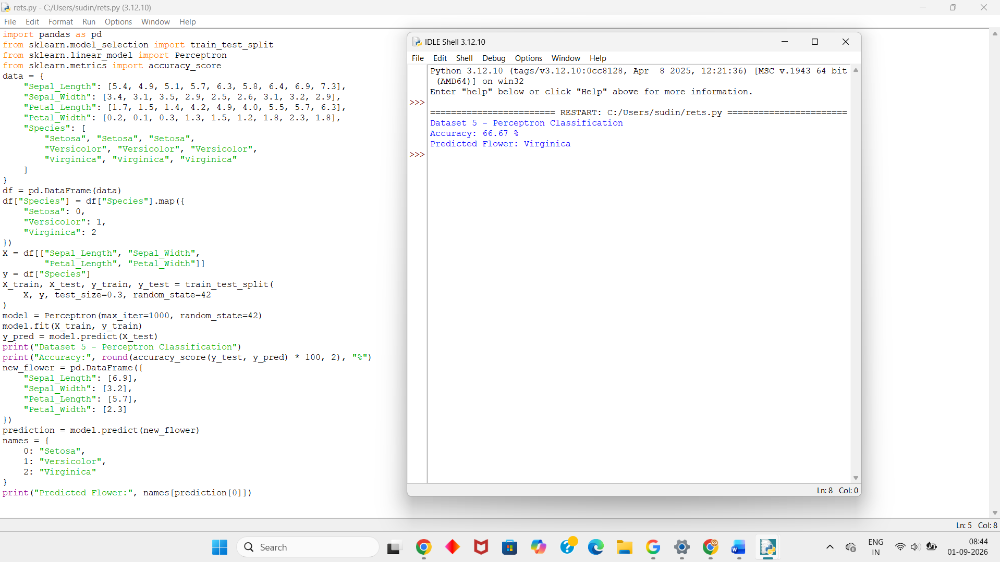 rets.py - C:/Users/sudin/rets.py (3.12.10)
File Edit Format Run Options Window Help
import pandas as pd
from sklearn.model_selection import train_test_split
from sklearn.linear_model import Perceptron
from sklearn.metrics import accuracy_score
data = {
    "Sepal_Length": [5.4, 4.9, 5.1, 5.7, 6.3, 5.8, 6.4, 6.9, 7.3],
    "Sepal_Width": [3.4, 3.1, 3.5, 2.9, 2.5, 2.6, 3.1, 3.2, 2.9],
    "Petal_Length": [1.7, 1.5, 1.4, 4.2, 4.9, 4.0, 5.5, 5.7, 6.3],
    "Petal_Width": [0.2, 0.1, 0.3, 1.3, 1.5, 1.2, 1.8, 2.3, 1.8],
    "Species": [
        "Setosa", "Setosa", "Setosa",
        "Versicolor", "Versicolor", "Versicolor",
        "Virginica", "Virginica", "Virginica"
    ]
}
df = pd.DataFrame(data)
df["Species"] = df["Species"].map({
    "Setosa": 0,
    "Versicolor": 1,
    "Virginica": 2
})
X = df[["Sepal_Length", "Sepal_Width",
        "Petal_Length", "Petal_Width"]]
y = df["Species"]
X_train, X_test, y_train, y_test = train_test_split(
    X, y, test_size=0.3, random_state=42
)
model = Perceptron(max_iter=1000, random_state=42)
model.fit(X_train, y_train)
y_pred = model.predict(X_test)
print("Dataset 5 - Perceptron Classification")
print("Accuracy:", round(accuracy_score(y_test, y_pred) * 100, 2), "%")
new_flower = pd.DataFrame({
    "Sepal_Length": [6.9],
    "Sepal_Width": [3.2],
    "Petal_Length": [5.7],
    "Petal_Width": [2.3]
})
prediction = model.predict(new_flower)
names = {
    0: "Setosa",
    1: "Versicolor",
    2: "Virginica"
}
print("Predicted Flower:", names[prediction[0]])
IDLE Shell 3.12.10
File Edit Shell Debug Options Window Help
Python 3.12.10 (tags/v3.12.10:0cc8128, Apr  8 2025, 12:21:36) [MSC v.1943 64 bit
 (AMD64)] on win32
Enter "help" below or click "Help" above for more information.
>>>
======================== RESTART: C:/Users/sudin/rets.py =======================
Dataset 5 - Perceptron Classification
Accuracy: 66.67 %
Predicted Flower: Virginica
>>>
Ln: 8 Col: 0
Ln: 5 Col: 8
Search
ENG
IN
08:44
01-09-2026